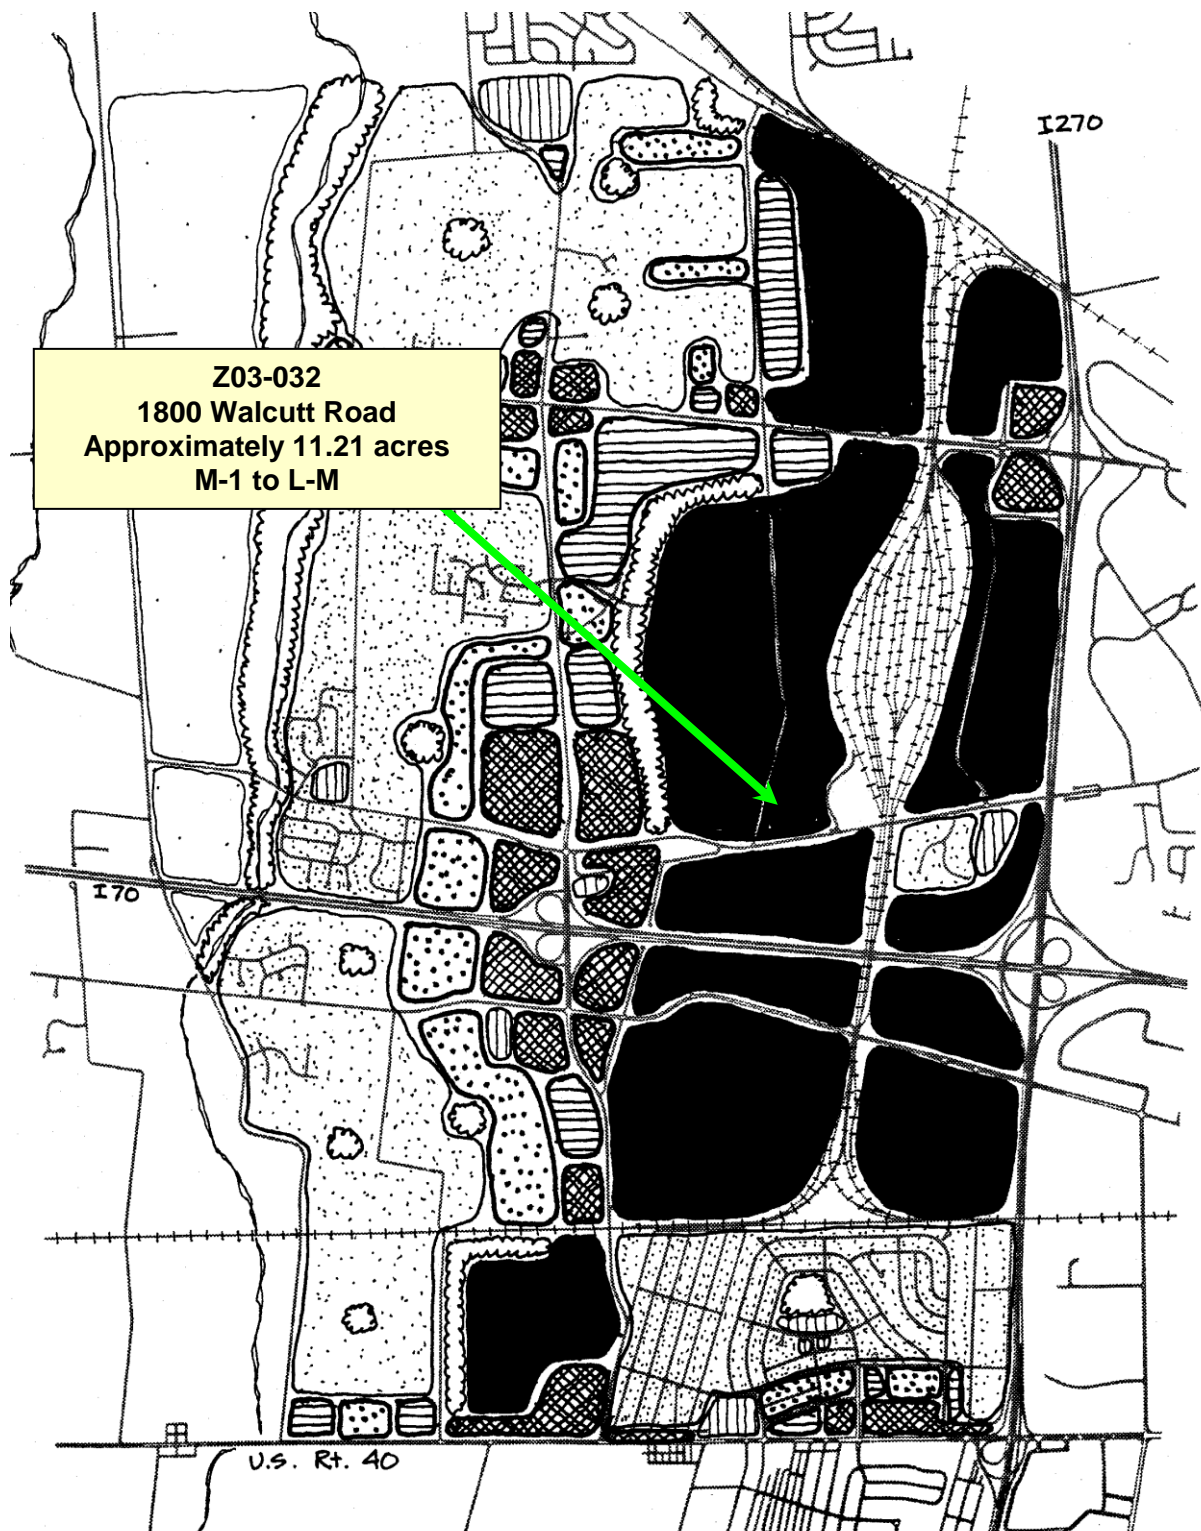 I270
Z03-032
1800 Walcutt Road
Approximately 11.21 acres
M-1 to L-M
I70
U.S. Rt. 40